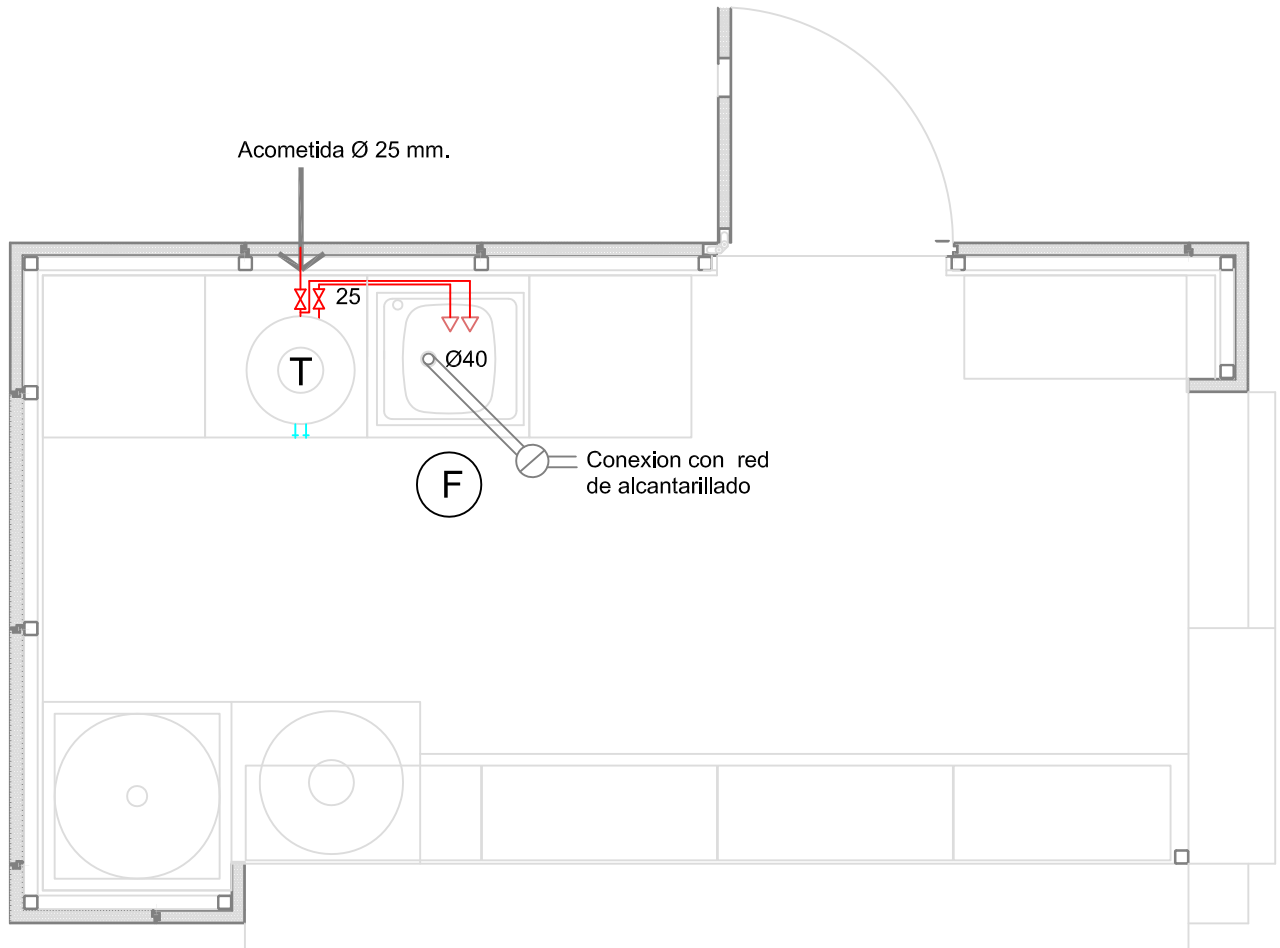 Acometida Ø 25 mm.
25
T
Ø40
F
Conexion con red
de alcantarillado